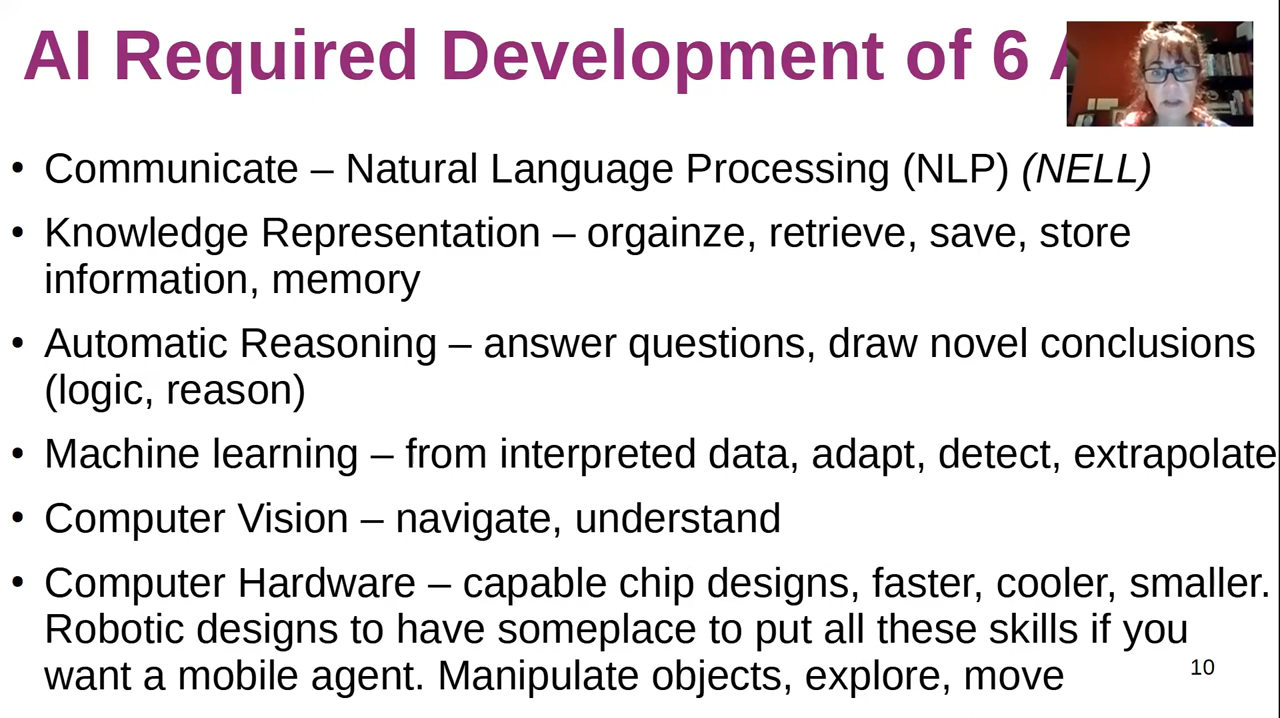 AI Required Development of 6 A
• Communicate – Natural Language Processing (NLP) (NELL)
• Knowledge Representation – orgainze, retrieve, save, store
information, memory
• Automatic Reasoning – answer questions, draw novel conclusions
(logic, reason)
• Machine learning – from interpreted data, adapt, detect, extrapolate
• Computer Vision – navigate, understand
• Computer Hardware – capable chip designs, faster, cooler, smaller.
Robotic designs to have someplace to put all these skills if you
want a mobile agent. Manipulate objects, explore, move
10